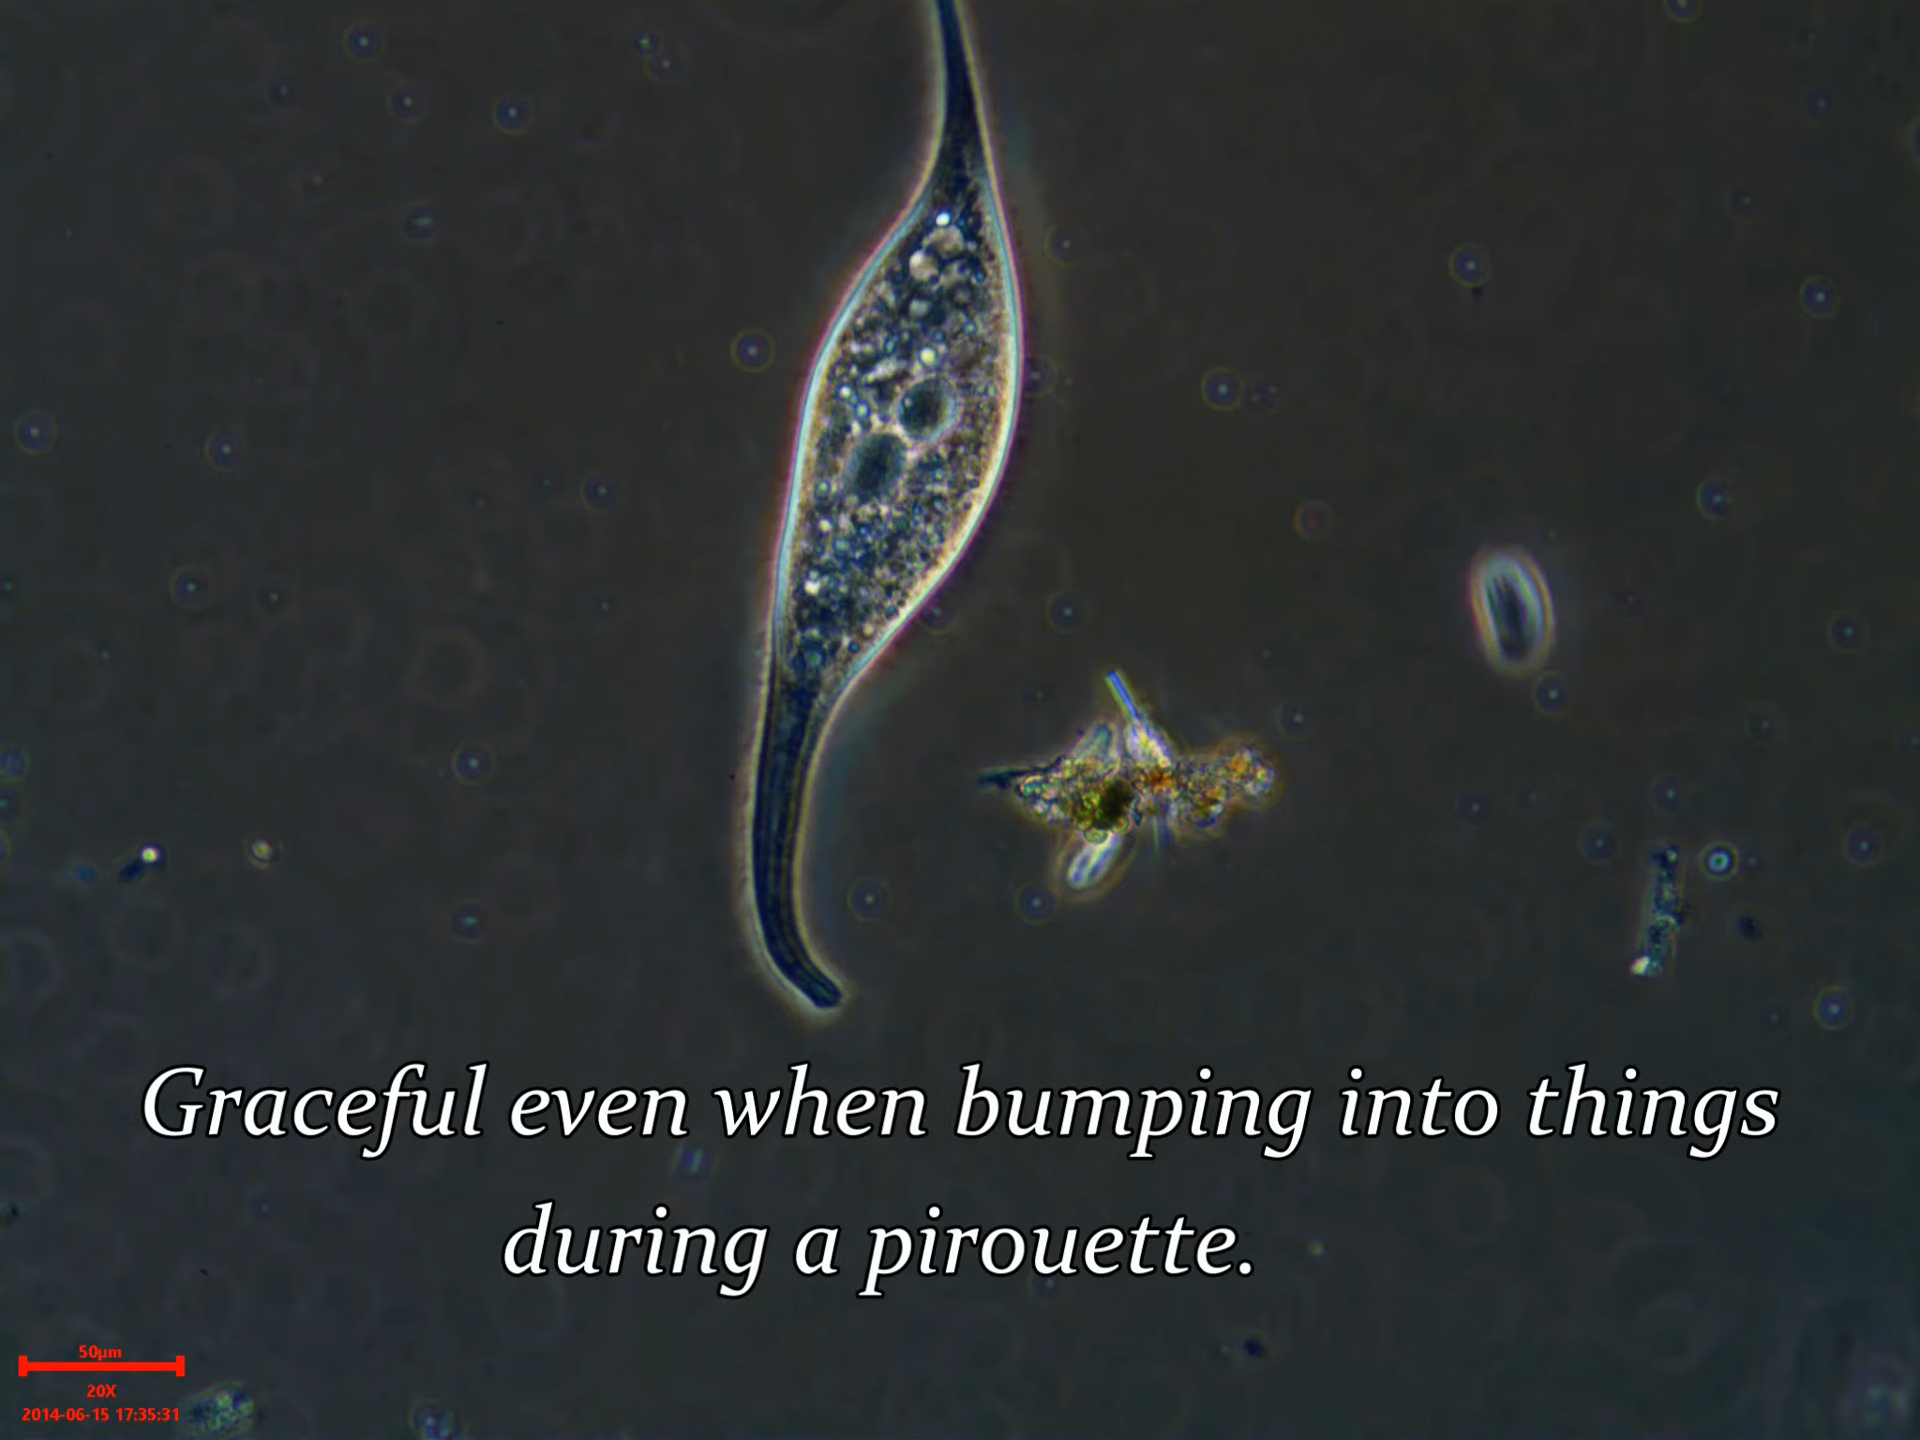 Graceful even when bumping into things
during a pirouette.
50µm
20X
2014-06-15 17:35:31